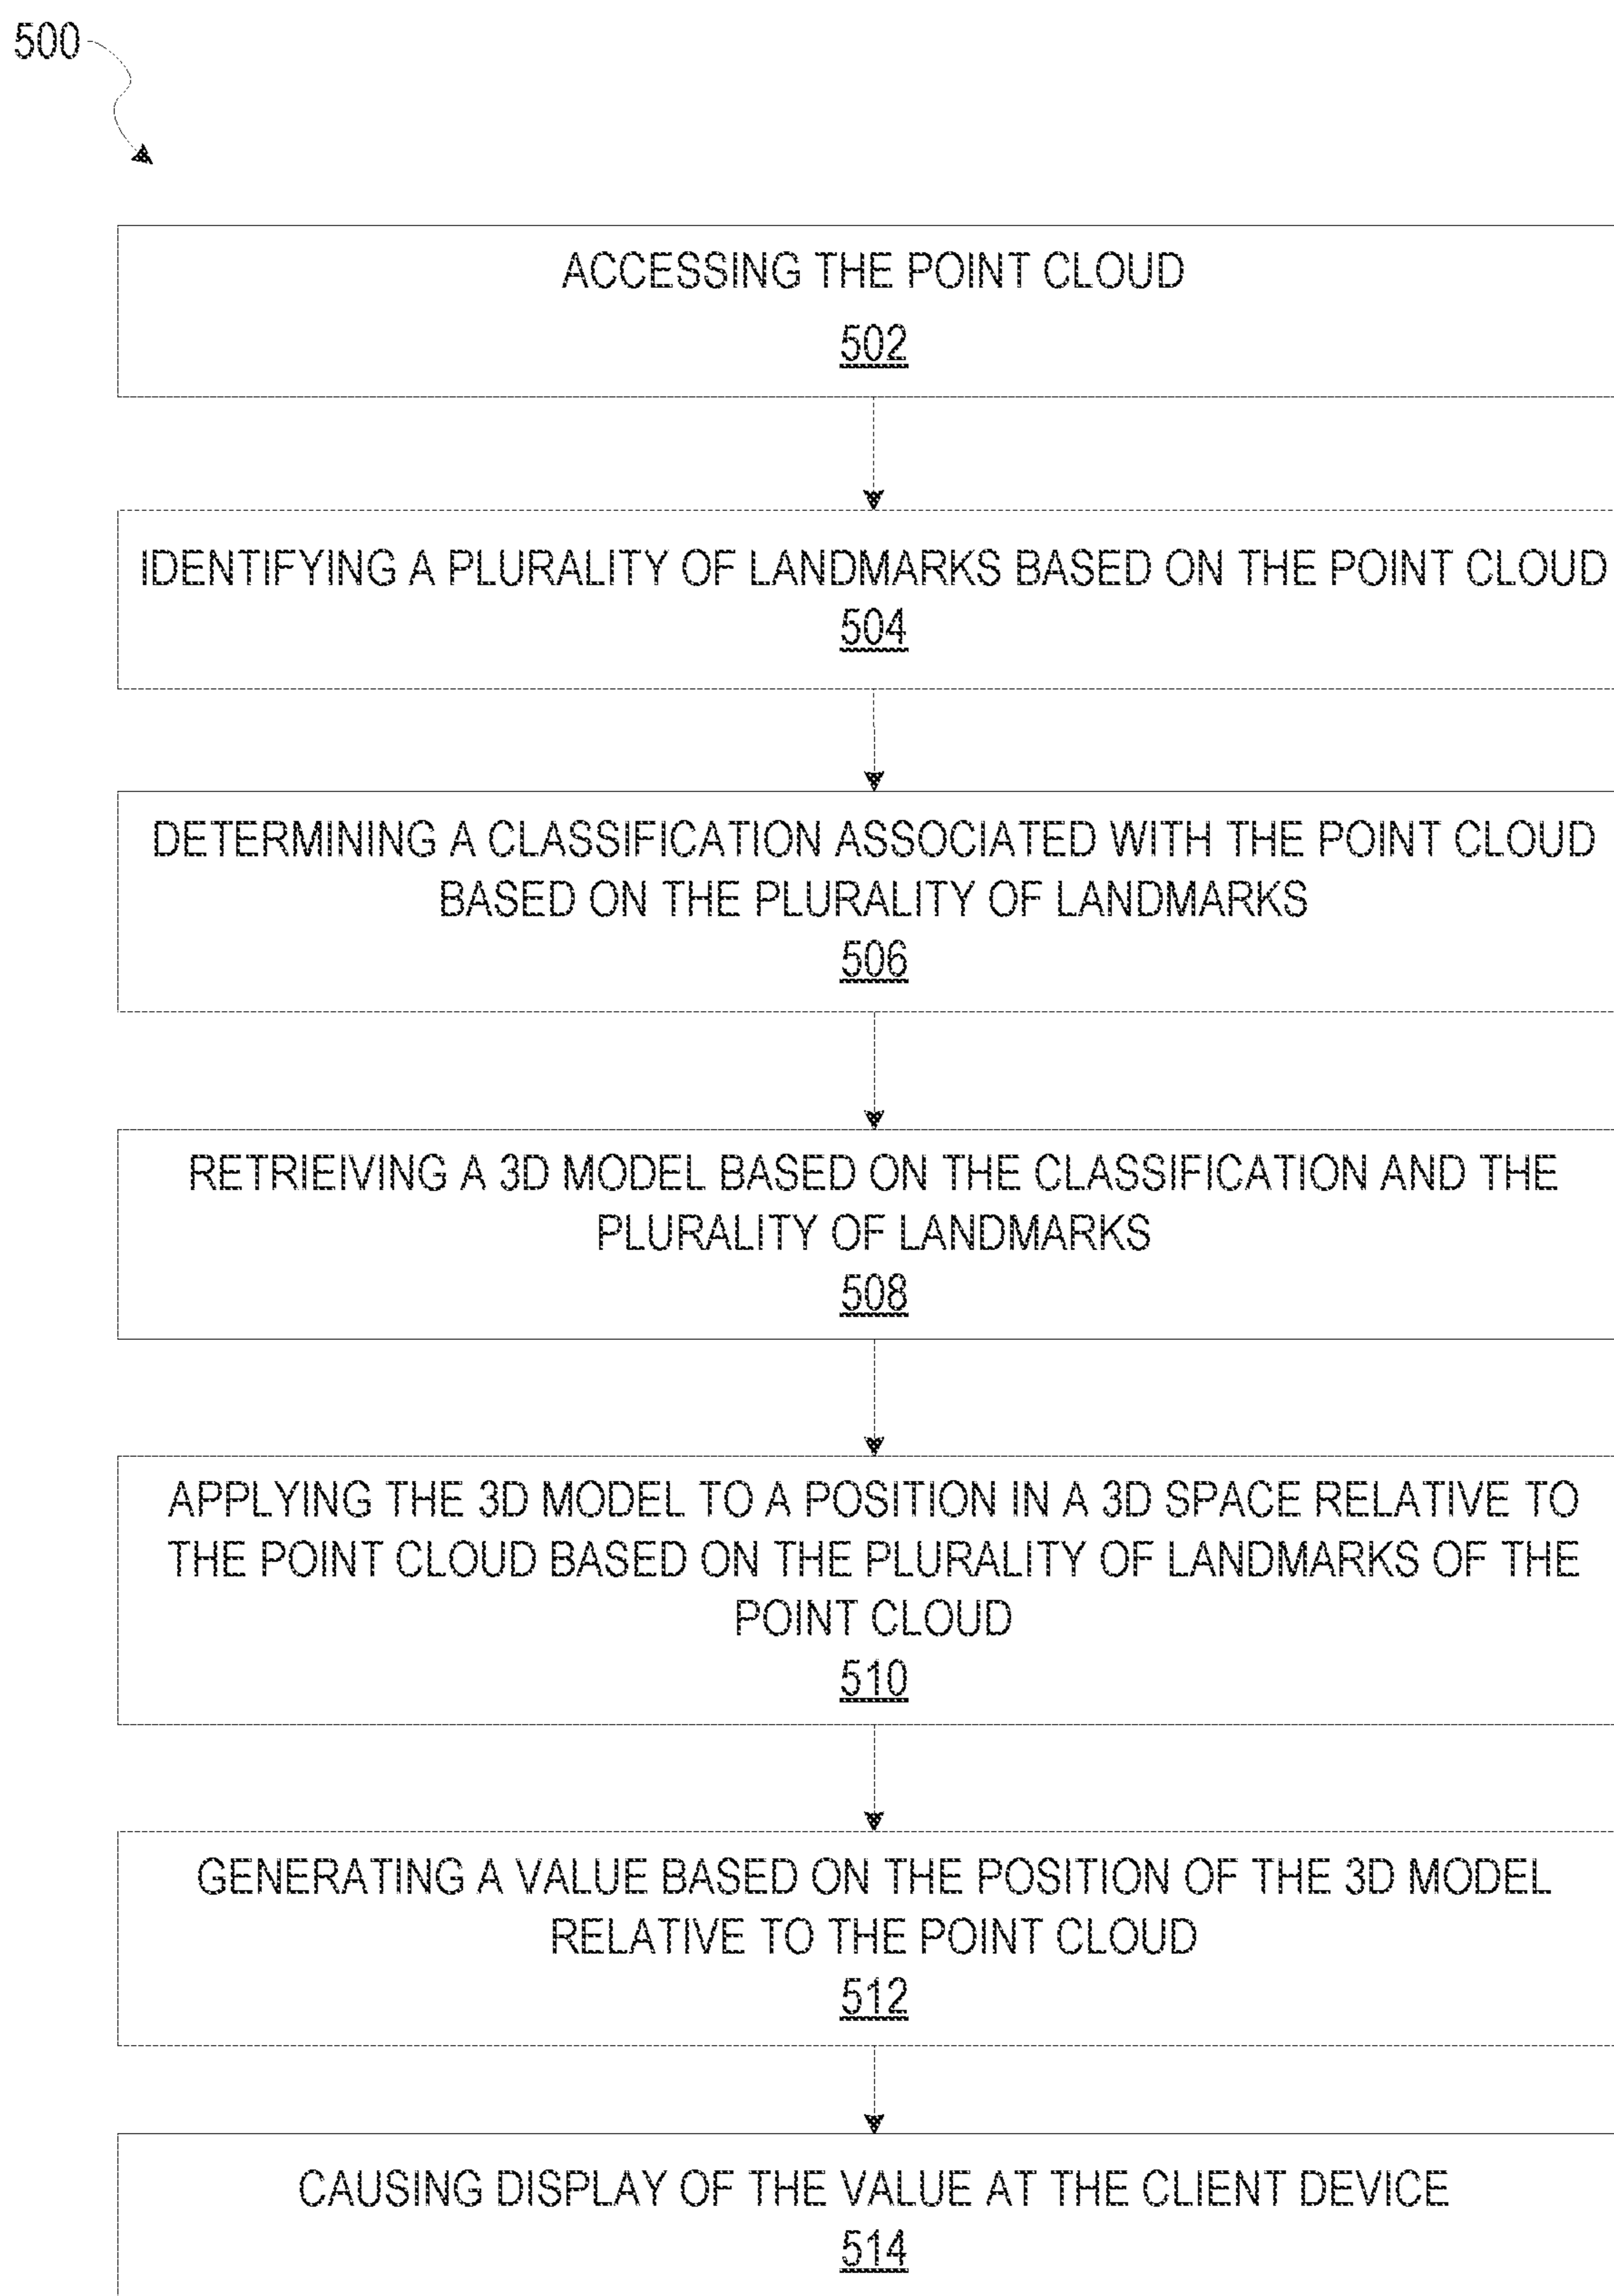 500
ACCESSING THE POINT CLOUD
502
IDENTIFYING A PLURALITY OF LANDMARKS BASED ON THE POINT CLOUD
504
DETERMINING A CLASSIFICATION ASSOCIATED WITH THE POINT CLOUD
BASED ON THE PLURALITY OF LANDMARKS
506
RETRIEIVING A 3D MODEL BASED ON THE CLASSIFICATION AND THE
PLURALITY OF LANDMARKS
508
APPLYING THE 3D MODEL TO A POSITION IN A 3D SPACE RELATIVE TO
THE POINT CLOUD BASED ON THE PLURALITY OF LANDMARKS OF THE
POINT CLOUD
510
GENERATING A VALUE BASED ON THE POSITION OF THE 3D MODEL
RELATIVE TO THE POINT CLOUD
512
CAUSING DISPLAY OF THE VALUE AT THE CLIENT DEVICE
514